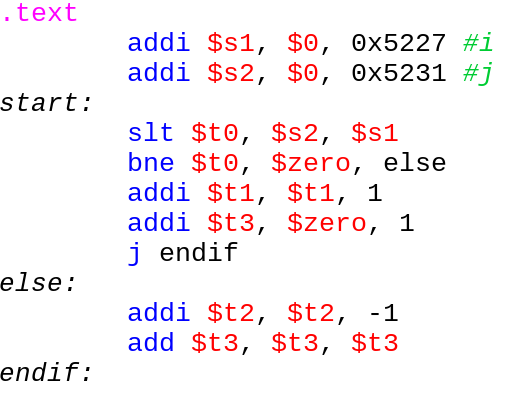 .text
addi $s1, $0, 0x5227 #i
addi $s2, $0, 0x5231 #j
start:
slt $t0, $s2, $s1
bne $t0, $zero, else
addi $t1, $t1, 1
addi $t3, $zero, 1
j endif
else:
addi $t2, $t2, -1
add $t3, $t3, $t3
endif: